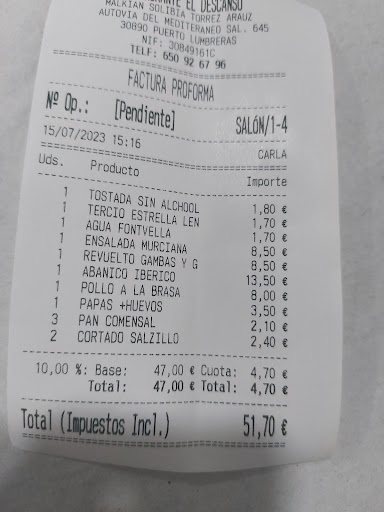 EL DESCANSO
MALKIAN SOLIBIA TORREZ ARAUZ
AUTOVIA DEL MEDITERANEO SAL. 645
30890 PUERTO LUMBRERAS
NIF: 30849161C
TELF: 650 92 67 96
FACTURA PROFORMA
Nº Op.: [Pendiente] SALÓN/1-4
15/07/2023 15:16 CARLA
Uds. Producto Importe
1 TOSTADA SIN ALCHOOL 1,80 €
1 TERCIO ESTRELLA LEN 1,70 €
1 AGUA FONTVELLA 1,70 €
1 ENSALADA MURCIANA 8,50 €
1 REVUELTO GAMBAS Y G 8,50 €
1 ABANICO IBERICO 13,50 €
1 POLLO A LA BRASA 8,00 €
1 PAPAS +HUEVOS 3,50 €
3 PAN COMENSAL 2,10 €
2 CORTADO SALZILLO 2,40 €
10,00 %: Base: 47,00 € Cuota: 4,70 €
Total: 47,00 € Total: 4,70 €
Total (Impuestos Incl.) 51,70 €